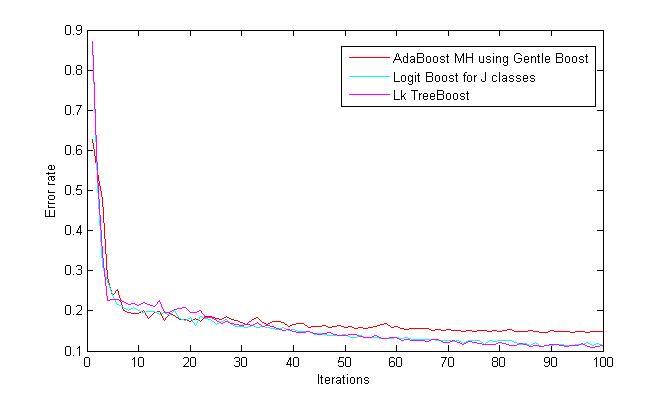 0.9
0.8
0.7
0.6
0.5
0.4
0.3
0.2
0.1
Error rate
AdaBoost MH using Gentle Boost
Logit Boost for J classes
Lk TreeBoost
0 10 20 30 40 50 60 70 80 90 100
Iterations